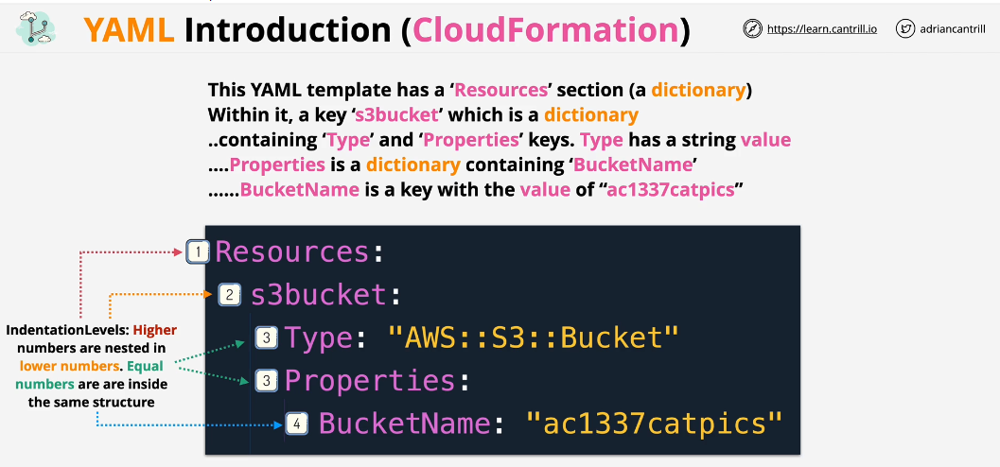 YAML Introduction (CloudFormation)
https://learn.cantrill.io
adriancantrill
This YAML template has a ‘Resources’ section (a dictionary)
Within it, a key ‘s3bucket’ which is a dictionary
..containing ‘Type’ and ‘Properties’ keys. Type has a string value
....Properties is a dictionary containing ‘BucketName’
......BucketName is a key with the value of “ac1337catpics”
1 Resources:
2 s3bucket:
3 Type: "AWS::S3::Bucket"
3 Properties:
4 BucketName: "ac1337catpics"
IndentationLevels: Higher
numbers are nested in
lower numbers. Equal
numbers are are inside
the same structure